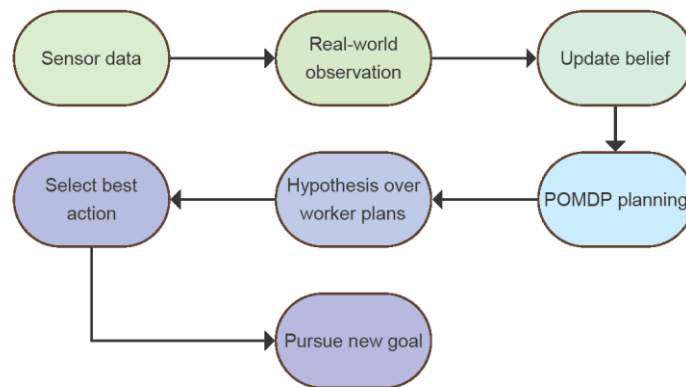 Sensor data
Real-world
observation
Update belief
Select best
action
Hypothesis over
worker plans
POMDP planning
Pursue new goal